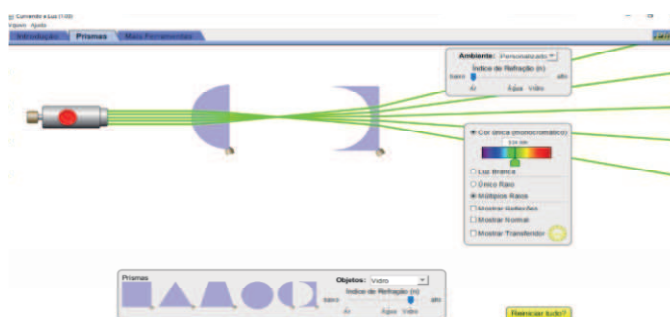 Curvando a Luz (1.00)
Arquivo Ajuda
Introdução Prismas Mais Ferramentas
Ambiente: Personalizado
Índice de Refração (n)
baixo alto
Ar Água Vidro
Cor única (monocromático)
Luz Branca
Único Raio
Múltiplos Raios
Mostrar Reflexões
Mostrar Normal
Mostrar Transferidor
Prismas
Objetos: Vidro
Índice de Refração (n)
baixo alto
Ar Água Vidro
Reiniciar tudo?